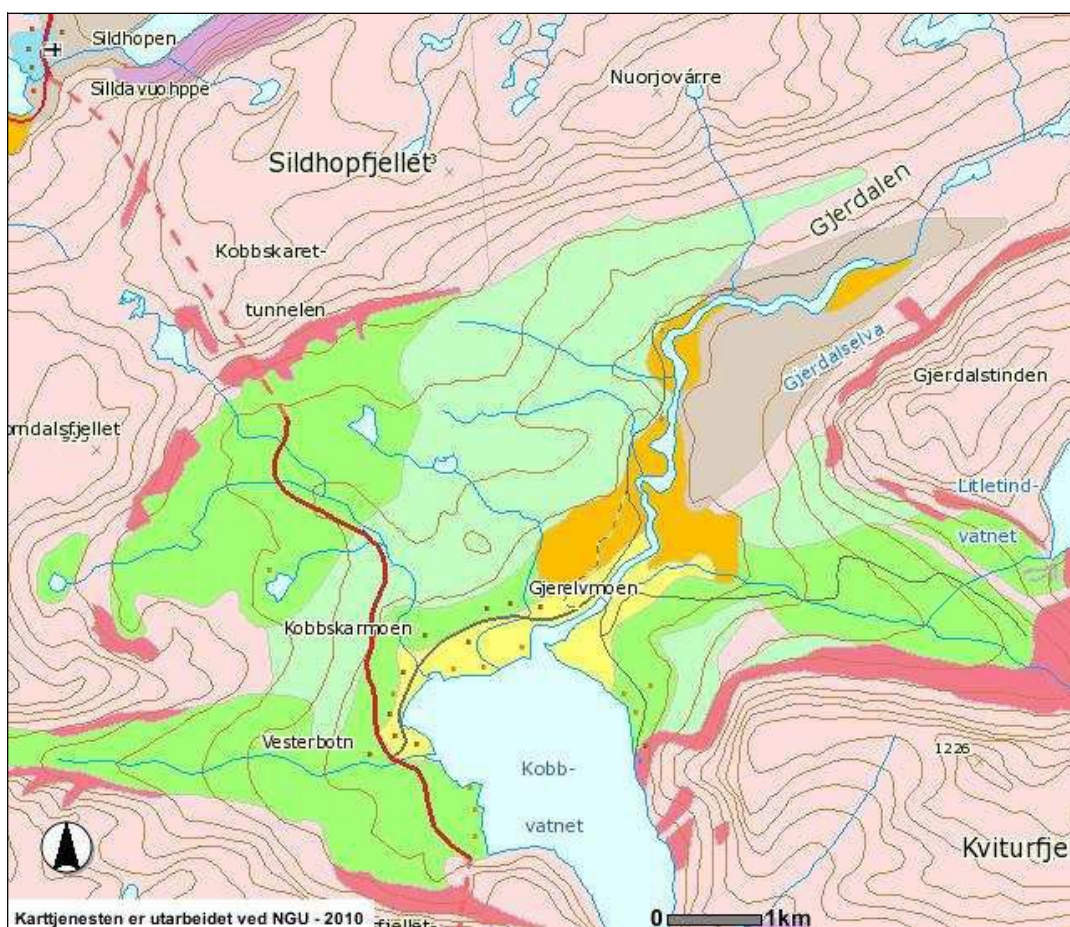 Sildhopen
Silldavuohppe
Nuorjovárre
Sildhopfjellet
Gjerdalen
Kobbskaret-
tunnelen
Gjerdalselva
Gjerdalstinden
Litletind-
vatnet
Gjerelvmoen
Kobbskarmoen
Vesterbotn
Kobb-
vatnet
1226
Kviturfje
Karttjenesten er utarbeidet ved NGU - 2010
fjellet-
0 1km